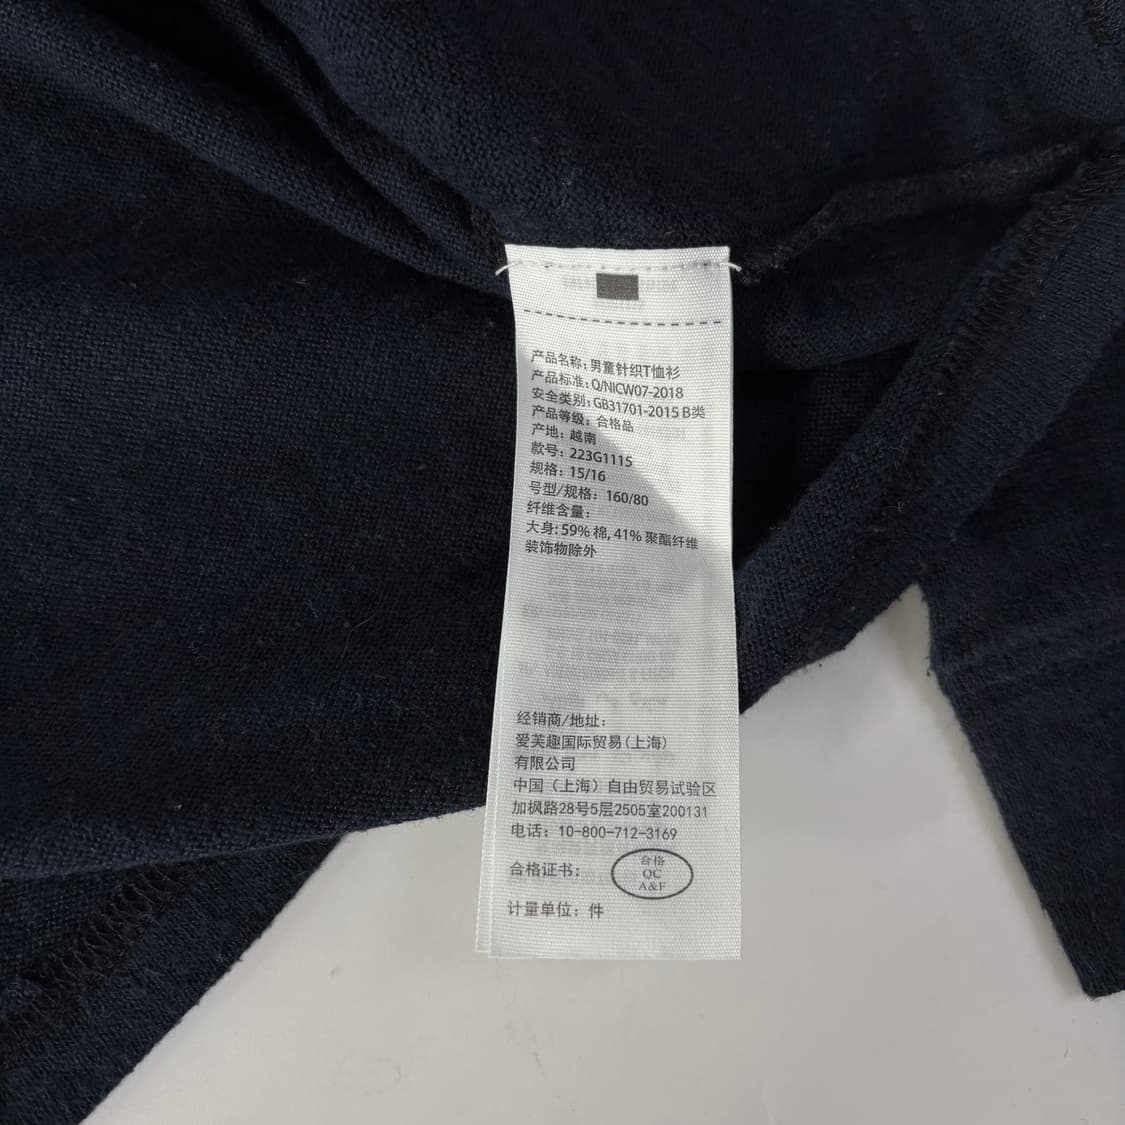 产品名称: 男童针织T恤衫
产品标准: Q/NICW07-2018
安全类别: GB31701-2015 B类
产品等级: 合格品
产地: 越南
款号: 223G1115
规格: 15/16
号型/规格: 160/80
纤维含量:
大身: 59% 棉, 41% 聚酯纤维
装饰物除外
经销商/地址:
爱芙趣国际贸易(上海)
有限公司
中国（上海）自由贸易试验区
加枫路28号5层2505室200131
电话: 10-800-712-3169
合格证书:
合格
QC
A&F
计量单位: 件